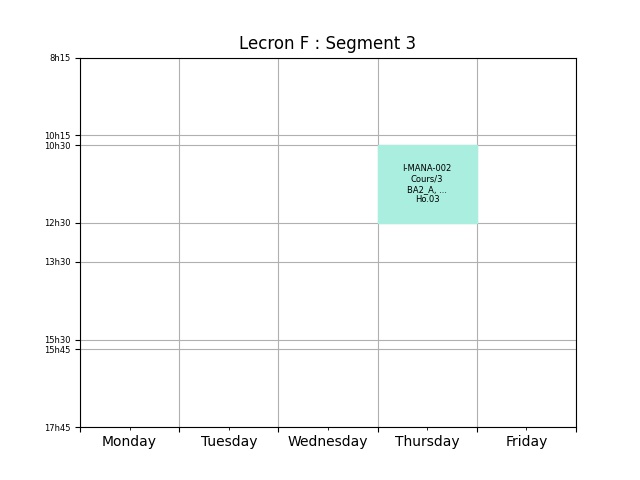 Lecron F : Segment 3
8h15
10h15
10h30
I-MANA-002
Cours/3
BA2_A, ...
Ho.03
12h30
13h30
15h30
15h45
17h45
Monday Tuesday Wednesday Thursday Friday